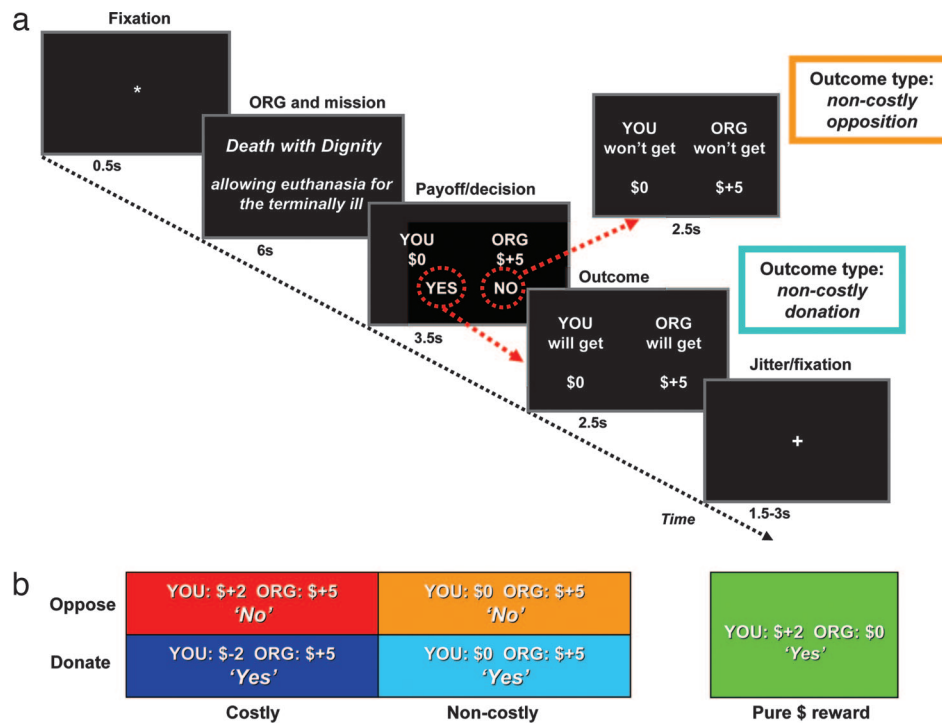 a
Fixation
*
0.5s
ORG and mission
Death with Dignity
allowing euthanasia for
the terminally ill
6s
Payoff/decision
YOU ORG
$0 $+5
YES NO
3.5s
YOU ORG
won't get won't get
$0 $+5
2.5s
Outcome type:
non-costly
opposition
Outcome
YOU ORG
will get will get
$0 $+5
2.5s
Outcome type:
non-costly
donation
Jitter/fixation
+
1.5-3s
Time
b
Oppose
YOU: $+2 ORG: $+5
'No'
YOU: $0 ORG: $+5
'No'
Donate
YOU: $-2 ORG: $+5
'Yes'
YOU: $0 ORG: $+5
'Yes'
YOU: $+2 ORG: $0
'Yes'
Costly Non-costly Pure $ reward